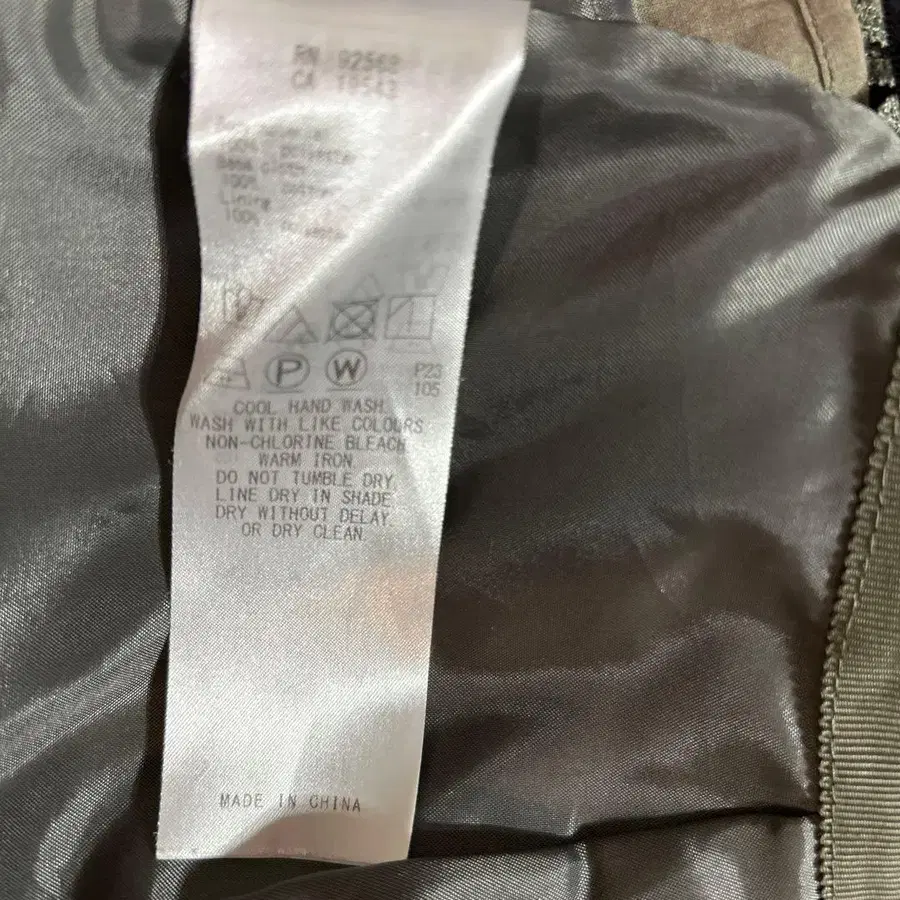 RN 92562
CA 19542
100% polyester
100% cotton
Lining
100%
P W P23
105
COOL HAND WASH.
WASH WITH LIKE COLOURS
NON-CHLORINE BLEACH
WARM IRON
DO NOT TUMBLE DRY.
LINE DRY IN SHADE.
DRY WITHOUT DELAY.
OR DRY CLEAN.
MADE IN CHINA